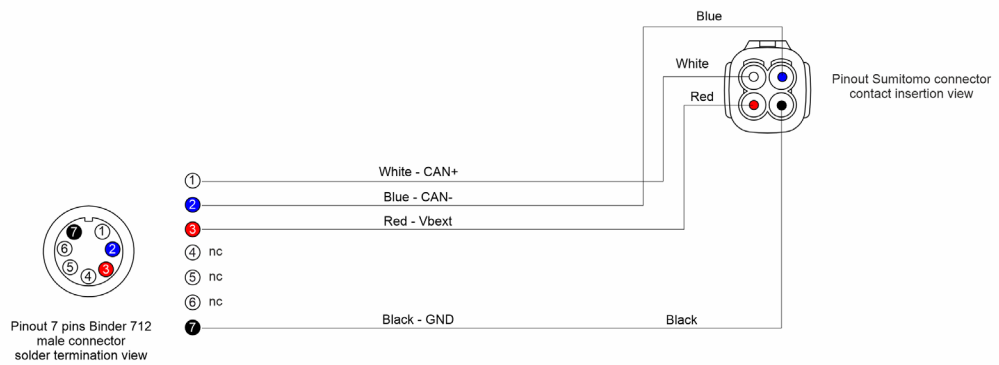 Blue
White
Red
Pinout Sumitomo connector
contact insertion view
1 White - CAN+
2 Blue - CAN-
3 Red - Vbext
4 nc
5 nc
6 nc
7 Black - GND Black
7 1
6 2
5 3
4
Pinout 7 pins Binder 712
male connector
solder termination view